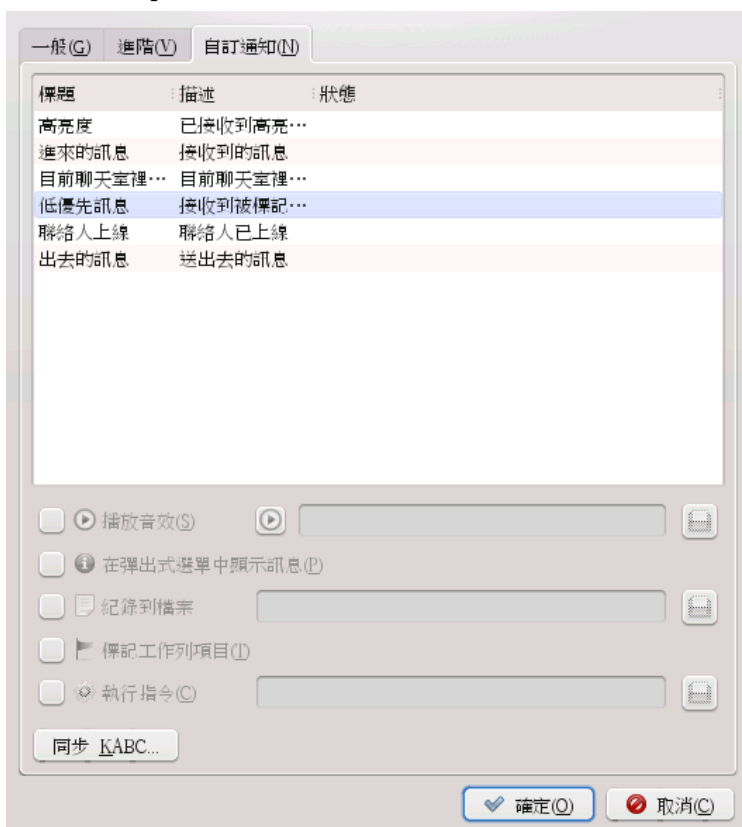 一般(G) 進階(V) 自訂通知(N)
標題 描述 狀態
高亮度 已接收到高亮…
進來的訊息 接收到的訊息
目前聊天室裡… 目前聊天室裡…
低優先訊息 接收到被標記…
聯絡人上線 聯絡人已上線
出去的訊息 送出去的訊息
播放音效(S)
在彈出式選單中顯示訊息(P)
紀錄到檔案
標記工作列項目(T)
執行指令(C)
同步 KABC...
確定(O) 取消(C)